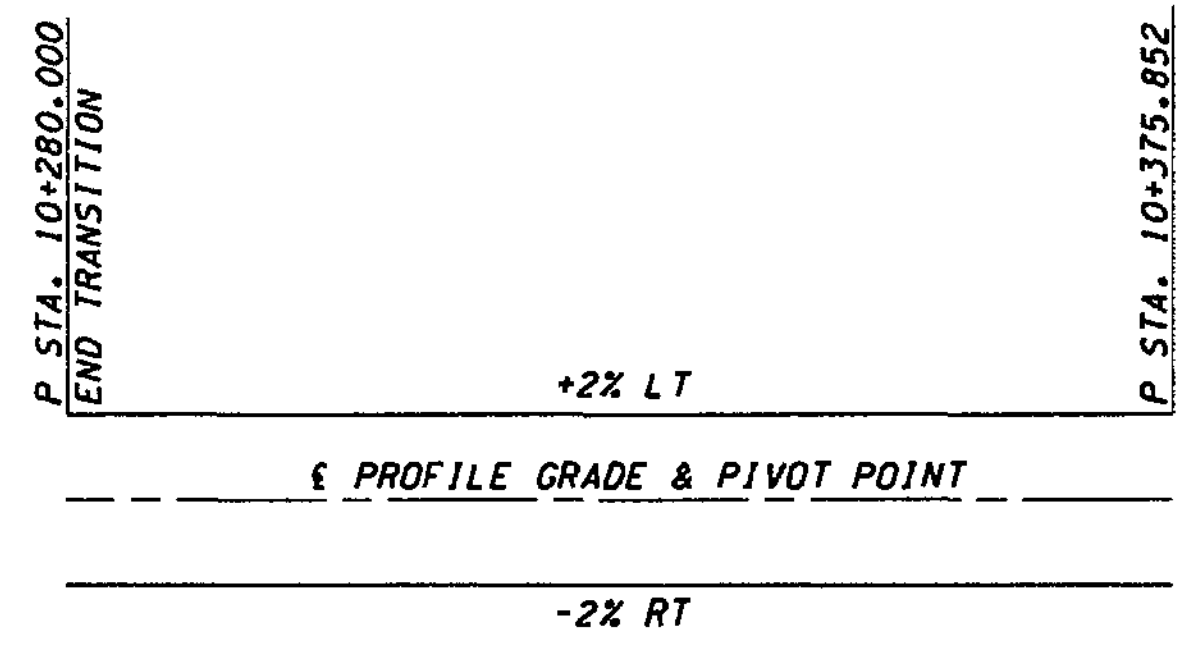 P STA. 10+280.000
END TRANSITION
P STA. 10+375.852
+2% LT
℄ PROFILE GRADE & PIVOT POINT
-2% RT